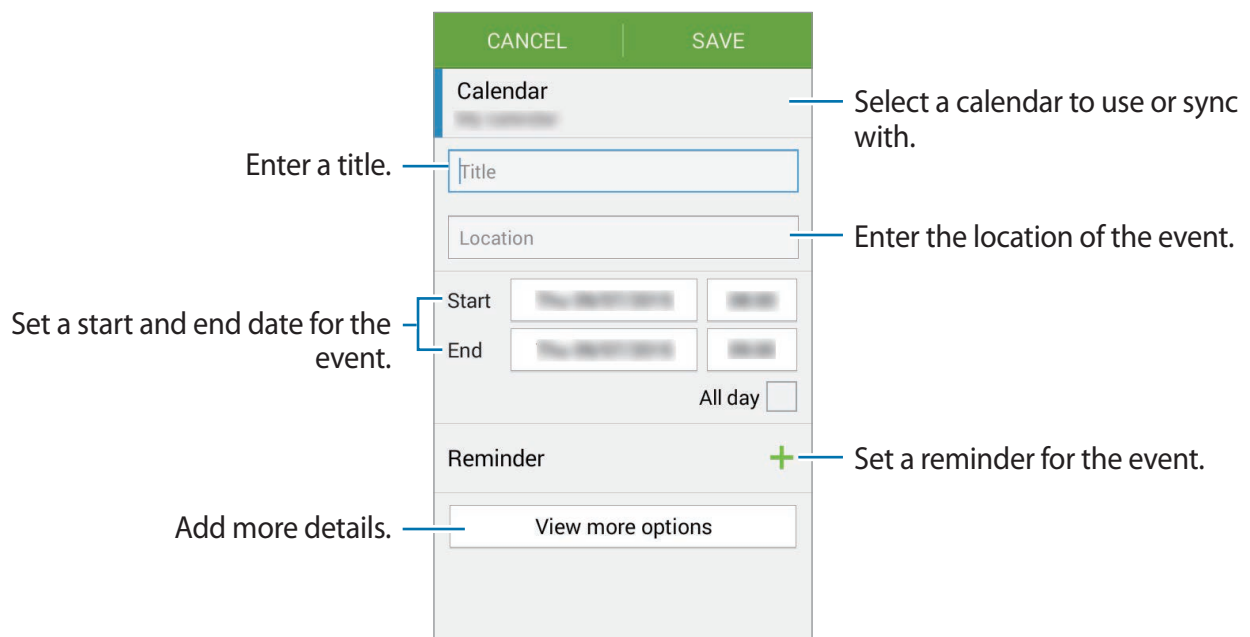 CANCEL SAVE
Calendar
Select a calendar to use or sync
with.
Enter a title.
Title
Location
Enter the location of the event.
Start
Set a start and end date for the
event.
End
All day
Reminder
Set a reminder for the event.
Add more details.
View more options